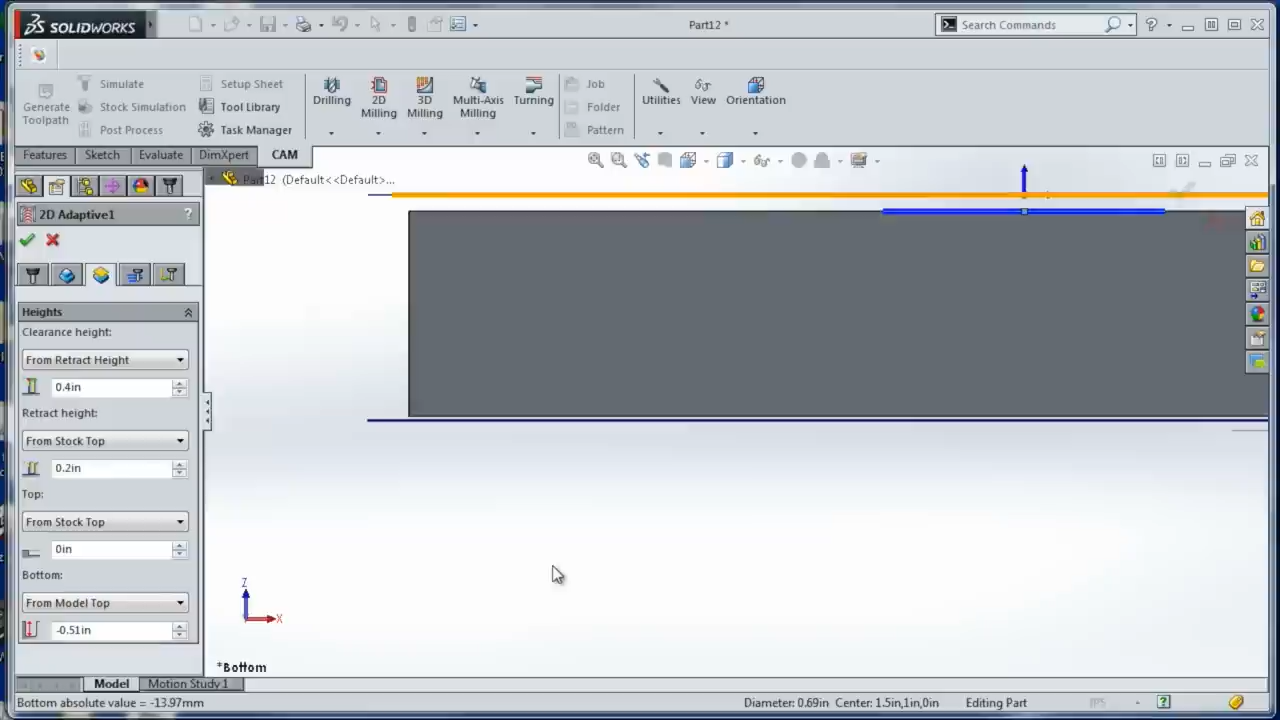 SOLIDWORKS
Part12 *
Search Commands
Generate Toolpath
Simulate
Stock Simulation
Post Process
Setup Sheet
Tool Library
Task Manager
Drilling
2D Milling
3D Milling
Multi-Axis Milling
Turning
Job
Folder
Pattern
Utilities
View
Orientation
Features
Sketch
Evaluate
DimXpert
CAM
Part12 (Default<<Default>...
2D Adaptive1
?
Heights
Clearance height:
From Retract Height
0.4in
Retract height:
From Stock Top
0.2in
Top:
From Stock Top
0in
Bottom:
From Model Top
-0.51in
Z
X
*Bottom
Model
Motion Study 1
Bottom absolute value = -13.97mm
Diameter: 0.69in Center: 1.5in,1in,0in
Editing Part